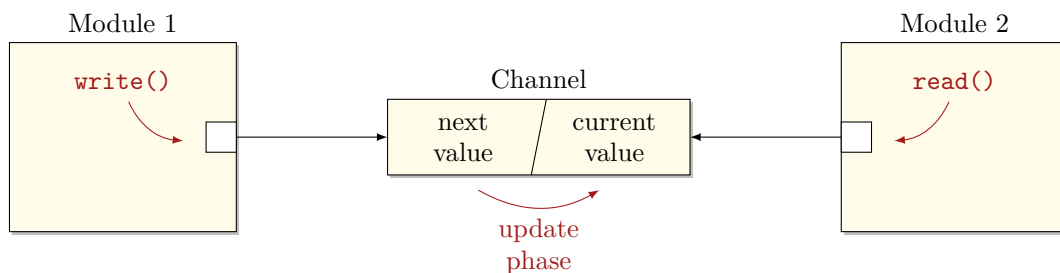 Module 1
Module 2
write()
read()
Channel
next
value
current
value
update
phase